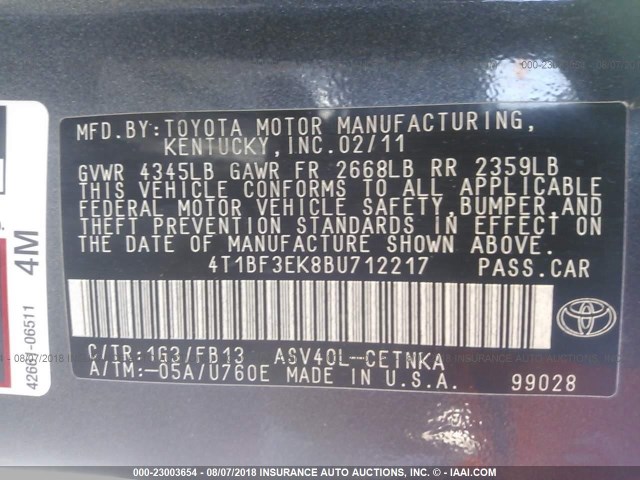 MFD.BY:TOYOTA MOTOR MANUFACTURING,
KENTUCKY,INC.02/11
GVWR 4345LB GAWR FR 2668LB RR 2359LB
THIS VEHICLE CONFORMS TO ALL APPLICABLE
FEDERAL MOTOR VEHICLE SAFETY,BUMPER,AND
THEFT PREVENTION STANDARDS IN EFFECT ON
THE DATE OF MANUFACTURE SHOWN ABOVE.
4T1BF3EK8BU712217 PASS.CAR
C/TR:1G3/FB13 ASV40L-CETNKA
A/TM:-05A/U760E MADE IN U.S.A. 99028
4M
06511
000-23003654 - 08/07/2018 INSURANCE AUTO AUCTIONS, INC. - © - IAAI.COM